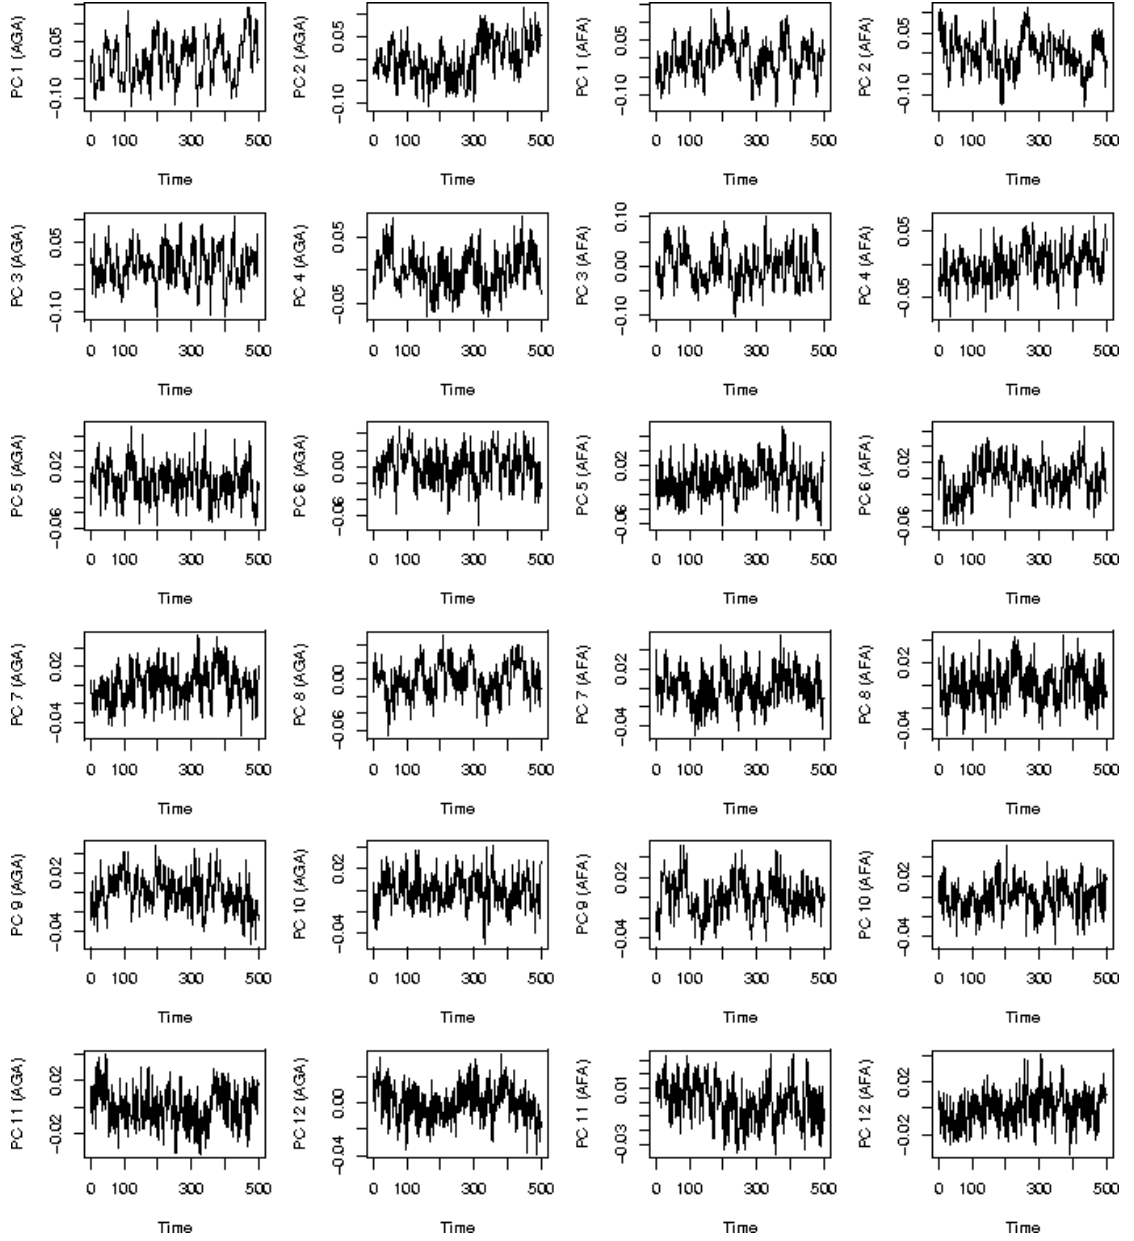 PC 1 (AGA) 0.05 −0.10 0 100 300 500 Time
PC 2 (AGA) 0.05 −0.10 0 100 300 500 Time
PC 1 (AFA) 0.05 −0.10 0 100 300 500 Time
PC 2 (AFA) 0.05 −0.10 0 100 300 500 Time
PC 3 (AGA) 0.05 −0.10 0 100 300 500 Time
PC 4 (AGA) 0.05 −0.05 0 100 300 500 Time
PC 3 (AFA) 0.10 0.00 −0.10 0 100 300 500 Time
PC 4 (AFA) 0.05 −0.05 0 100 300 500 Time
PC 5 (AGA) 0.02 −0.06 0 100 300 500 Time
PC 6 (AGA) 0.00 −0.06 0 100 300 500 Time
PC 5 (AFA) 0.02 −0.06 0 100 300 500 Time
PC 6 (AFA) 0.02 −0.06 0 100 300 500 Time
PC 7 (AGA) 0.02 −0.04 0 100 300 500 Time
PC 8 (AGA) 0.00 −0.06 0 100 300 500 Time
PC 7 (AFA) 0.02 −0.04 0 100 300 500 Time
PC 8 (AFA) 0.02 −0.04 0 100 300 500 Time
PC 9 (AGA) 0.02 −0.04 0 100 300 500 Time
PC 10 (AGA) 0.02 −0.04 0 100 300 500 Time
PC 9 (AFA) 0.02 −0.04 0 100 300 500 Time
PC 10 (AFA) 0.02 −0.04 0 100 300 500 Time
PC 11 (AGA) 0.02 −0.02 0 100 300 500 Time
PC 12 (AGA) 0.00 −0.04 0 100 300 500 Time
PC 11 (AFA) 0.01 −0.03 0 100 300 500 Time
PC 12 (AFA) 0.02 −0.02 0 100 300 500 Time